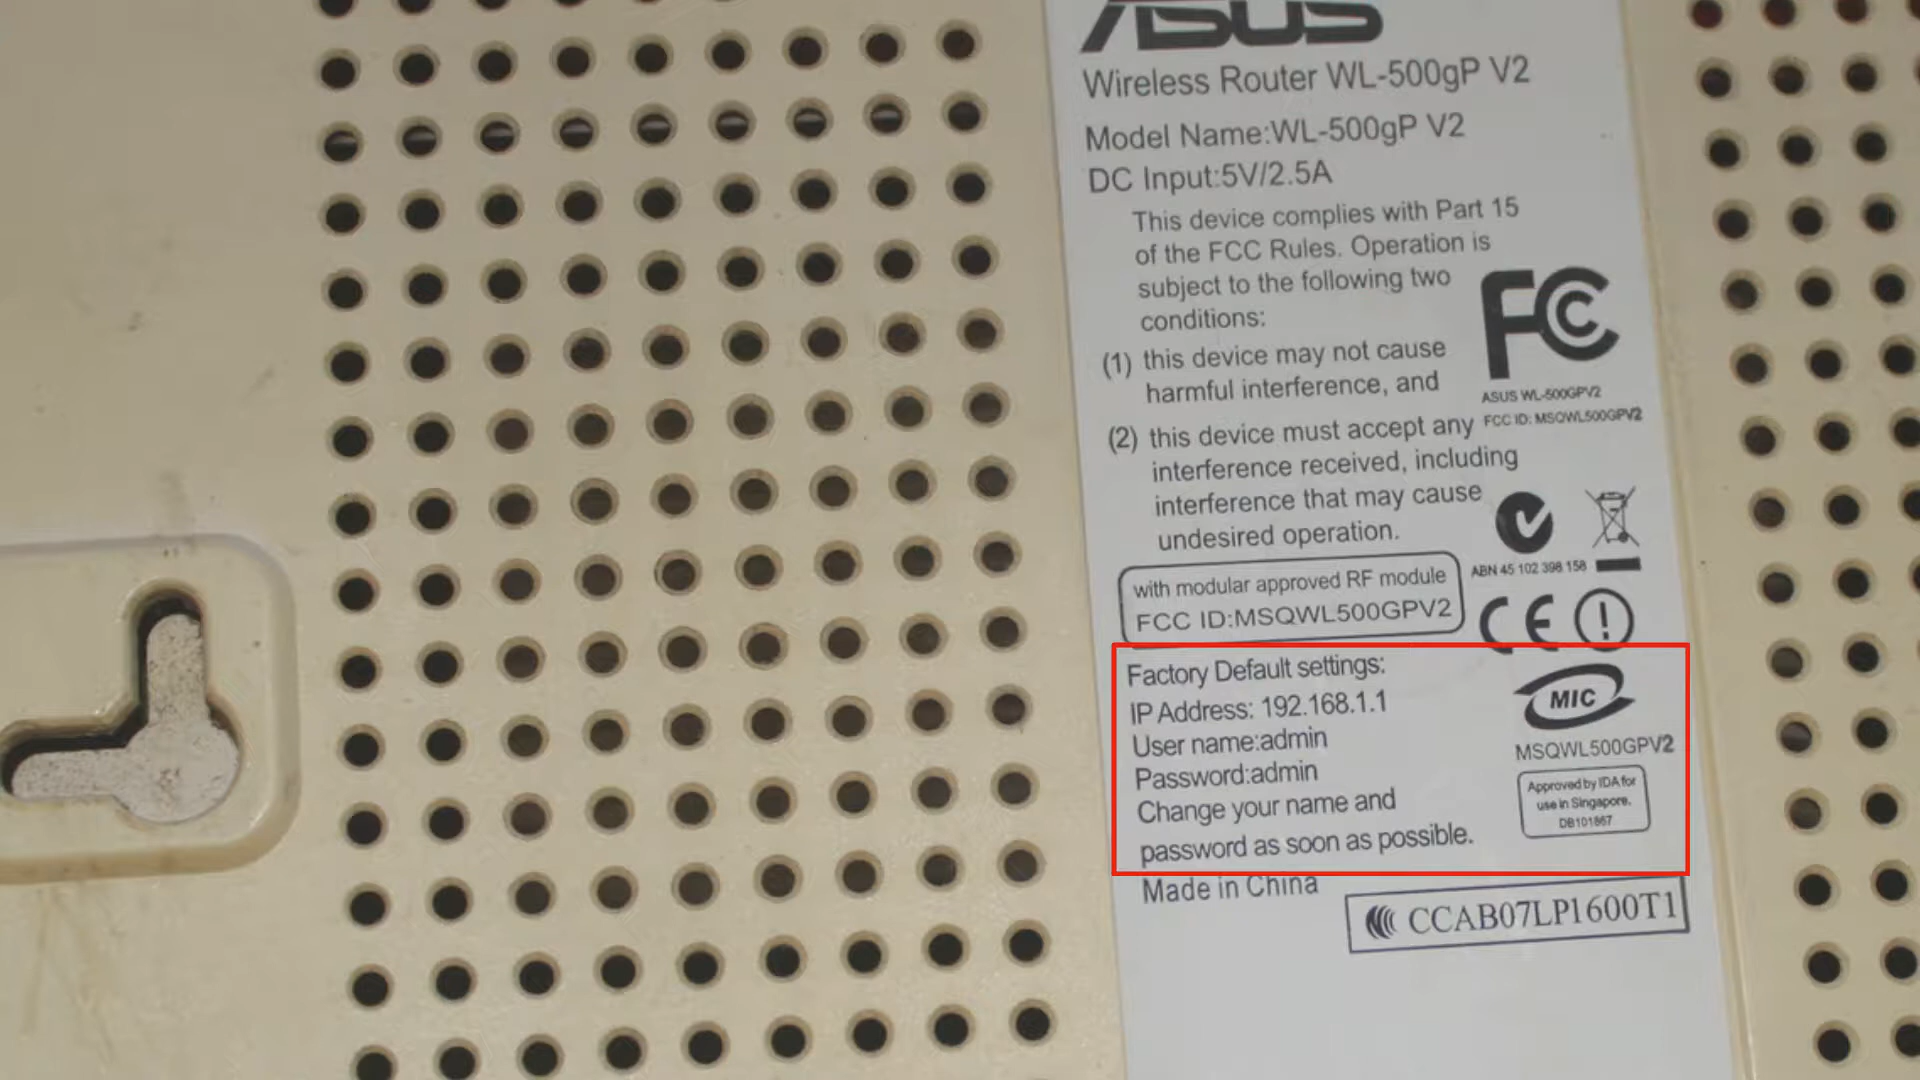 ASUS
Wireless Router WL-500gP V2
Model Name:WL-500gP V2
DC Input:5V/2.5A
This device complies with Part 15
of the FCC Rules. Operation is
subject to the following two
conditions:
(1) this device may not cause
harmful interference, and
(2) this device must accept any
interference received, including
interference that may cause
undesired operation.
FC
ASUS WL-500GPV2
FCC ID: MSQWL500GPV2
ABN 45 102 398 158
with modular approved RF module
FCC ID:MSQWL500GPV2
CE
Factory Default settings:
IP Address: 192.168.1.1
User name:admin
Password:admin
Change your name and
password as soon as possible.
MIC
MSQWL500GPV2
Approved by IDA for
use in Singapore.
DB101867
Made in China
CCAB07LP1600T1